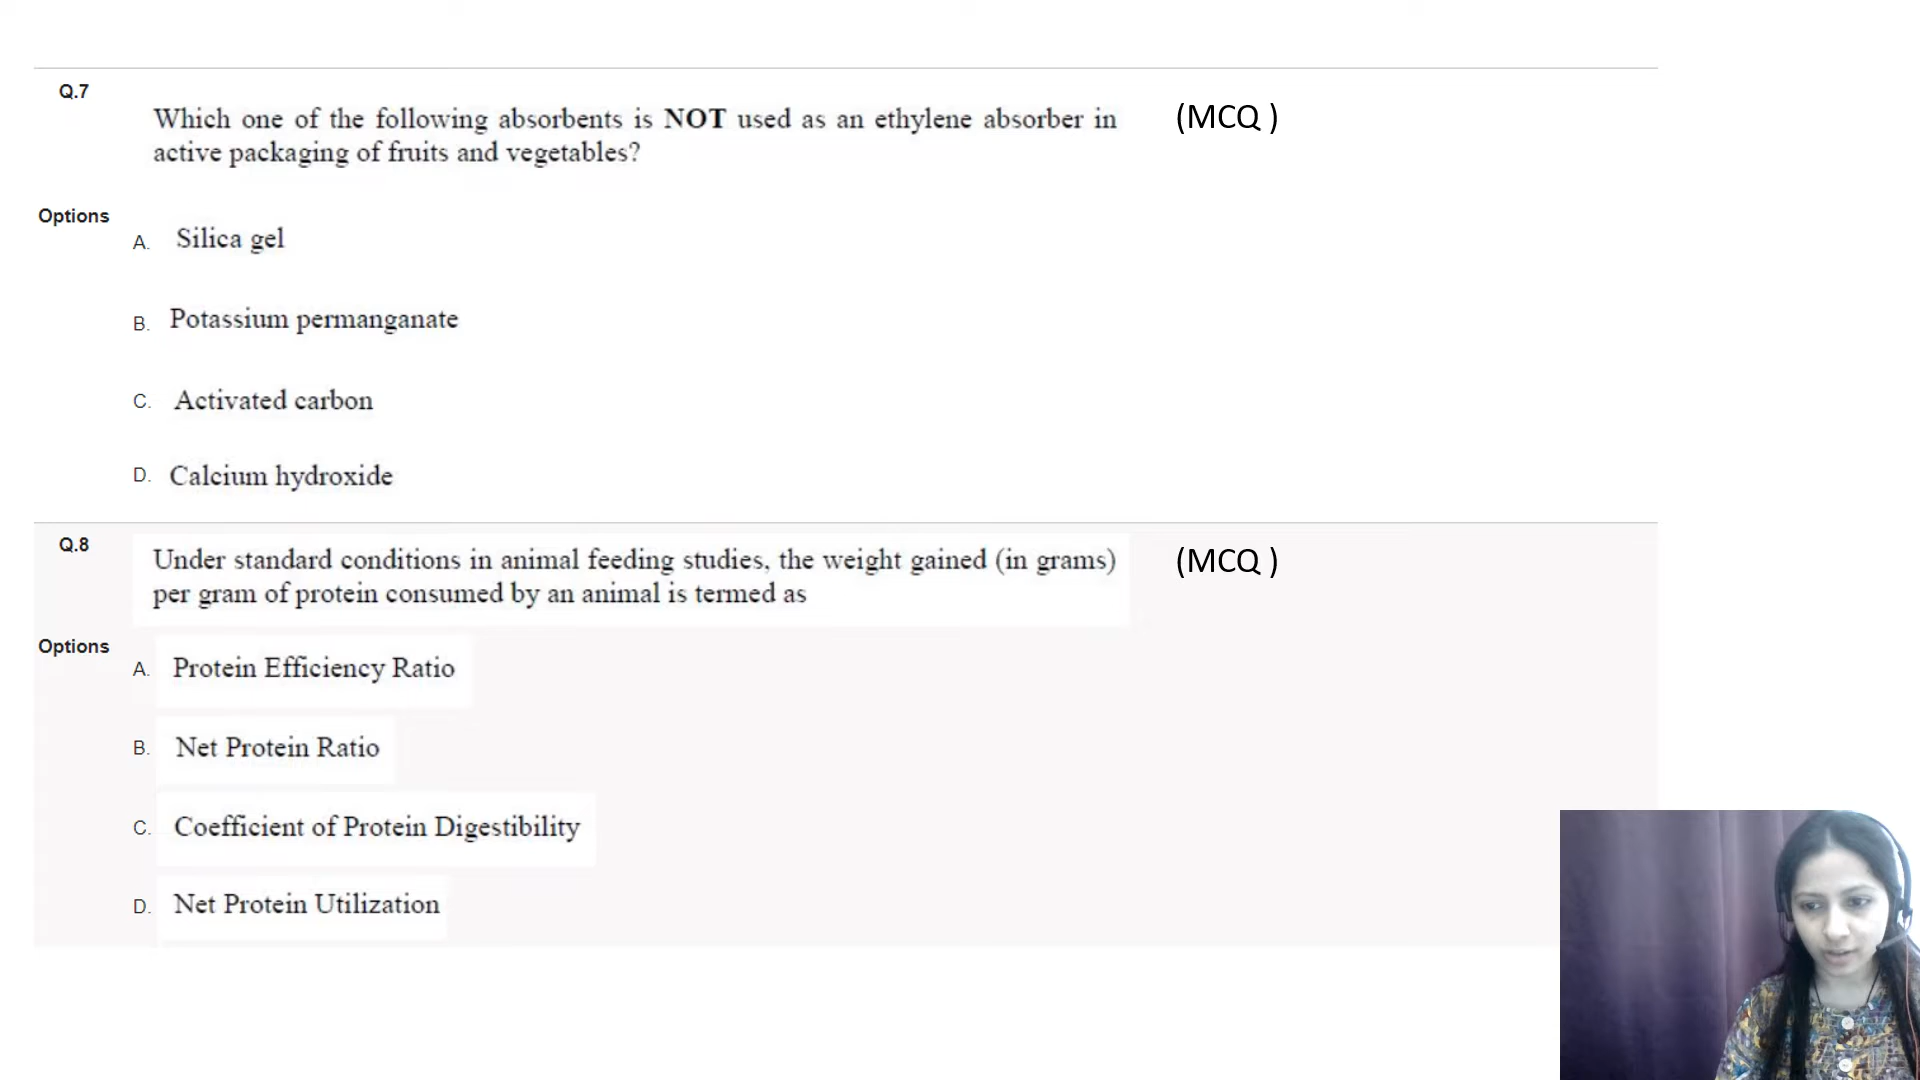 Q.7
Which one of the following absorbents is NOT used as an ethylene absorber in
(MCQ )
active packaging of fruits and vegetables?
Options
A. Silica gel
B. Potassium permanganate
C. Activated carbon
D. Calcium hydroxide
Q.8
Under standard conditions in animal feeding studies, the weight gained (in grams)
(MCQ )
per gram of protein consumed by an animal is termed as
Options
A. Protein Efficiency Ratio
B. Net Protein Ratio
C. Coefficient of Protein Digestibility
D. Net Protein Utilization